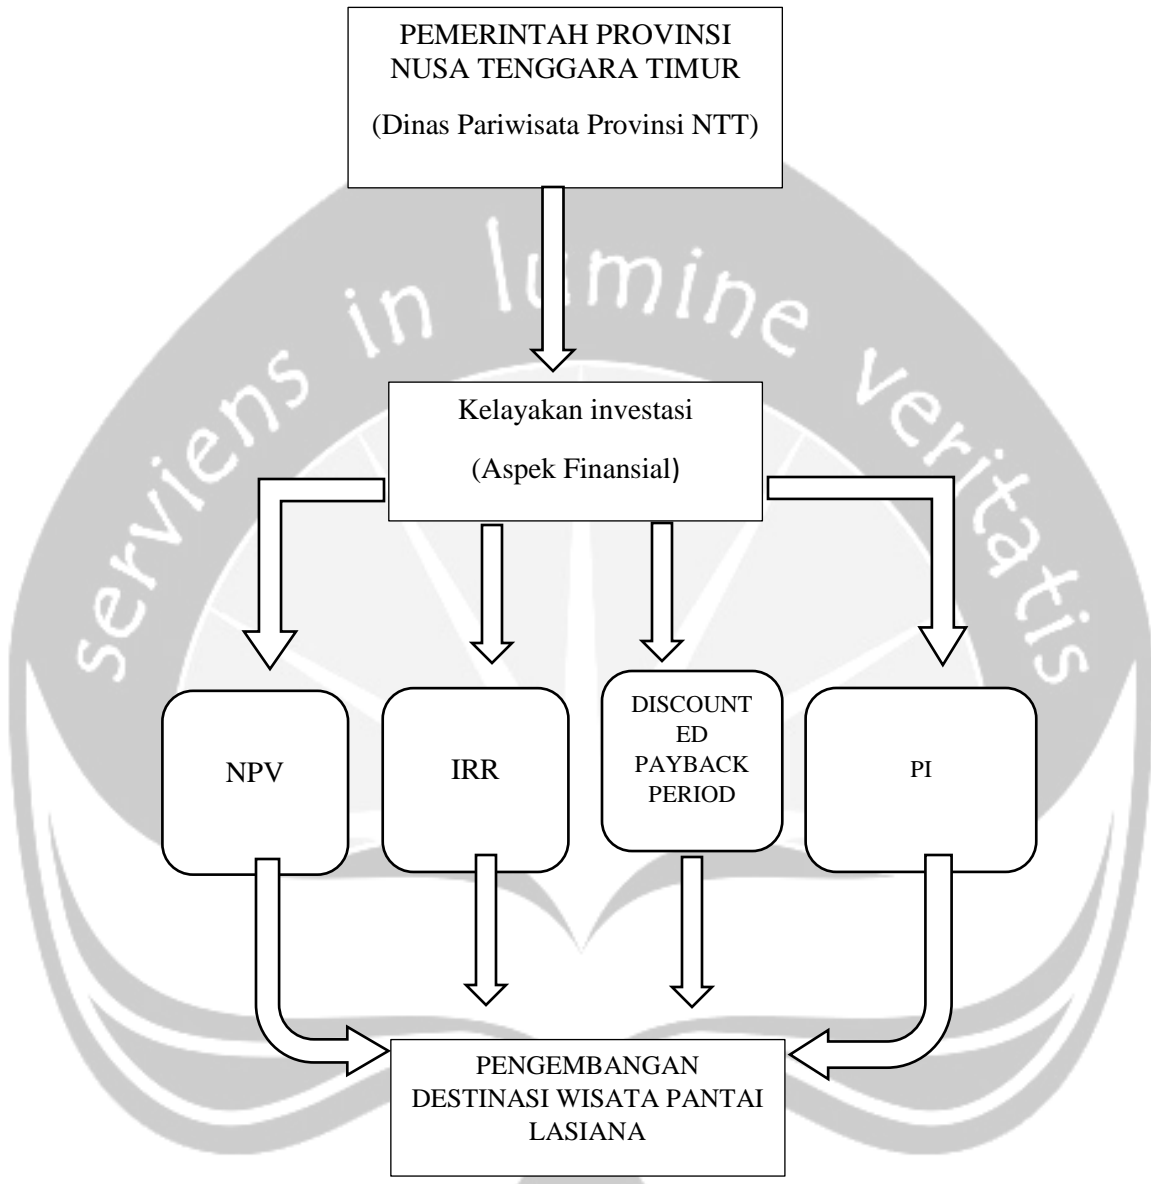 PEMERINTAH PROVINSI
NUSA TENGGARA TIMUR
(Dinas Pariwisata Provinsi NTT)
serviens in lumine veritatis
Kelayakan investasi
(Aspek Finansial)
NPV
IRR
DISCOUNT
ED
PAYBACK
PERIOD
PI
PENGEMBANGAN
DESTINASI WISATA PANTAI
LASIANA